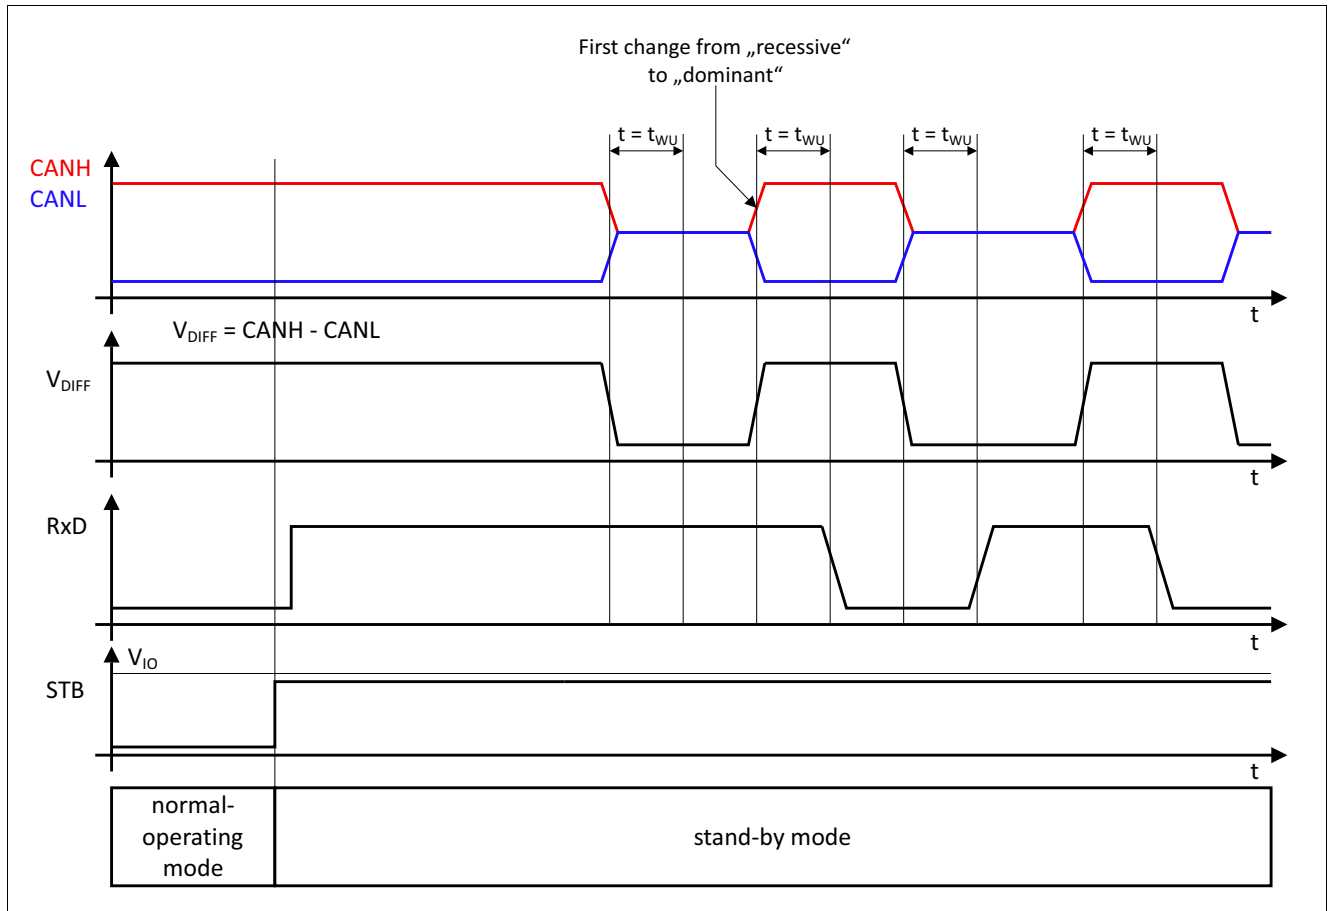 First change from „recessive“
to „dominant“
t = tWU
t = tWU
t = tWU
t = tWU
CANH
CANL
t
VDIFF = CANH - CANL
VDIFF
t
RxD
t
VIO
STB
t
normal-
operating
mode
stand-by mode